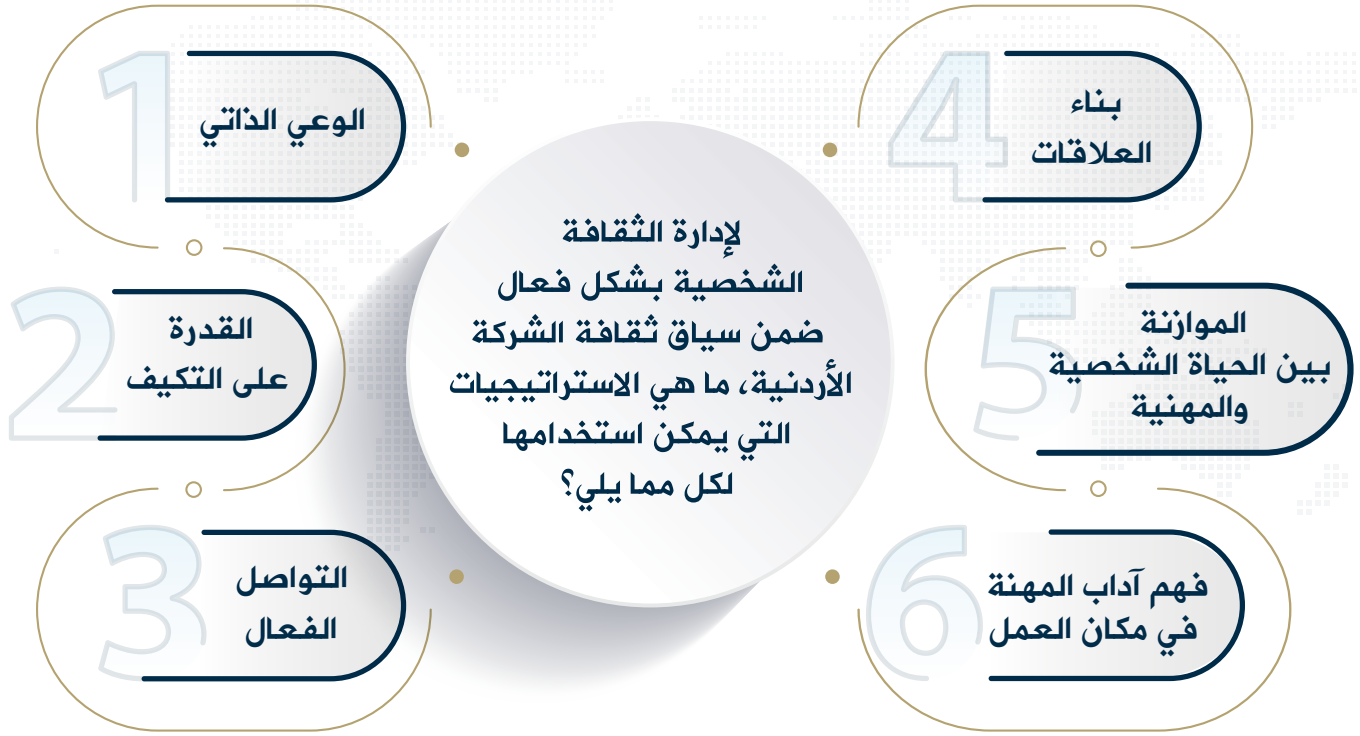 لإدارة الثقافة
الشخصية بشكل فعال
ضمن سياق ثقافة الشركة
الأردنية، ما هي الاستراتيجيات
التي يمكن استخدامها
لكل مما يلي؟
1
الوعي الذاتي
2
القدرة
على التكيف
3
التواصل
الفعال
4
بناء
العلاقات
5
الموازنة
بين الحياة الشخصية
والمهنية
6
فهم آداب المهنة
في مكان العمل